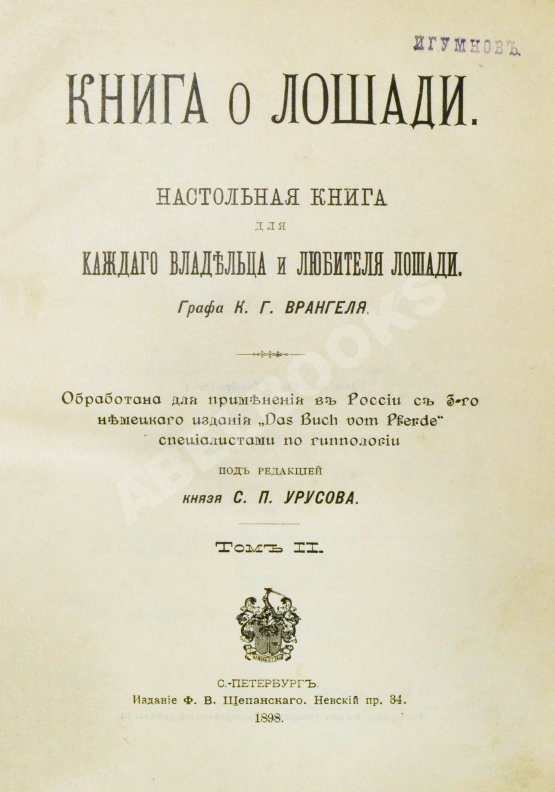 ИГУМНОВЪ.
КНИГА О ЛОШАДИ.
НАСТОЛЬНАЯ КНИГА
ДЛЯ
КАЖДАГО ВЛАДѢЛЬЦА И ЛЮБИТЕЛЯ ЛОШАДИ.
Графа К. Г. ВРАНГЕЛЯ.
Обработана для примѣненія въ Россіи съ 3-го
нѣмецкаго изданія „Das Buch vom Pferde“
спеціалистами по гиппологіи
ПОДЪ РЕДАКЦІЕЙ
князя С. П. УРУСОВА.
Томъ II.
С.-ПЕТЕРБУРГЪ.
Изданіе Ф. В. Щепанскаго. Невскій пр. 34.
1898.
ABE BOOKS